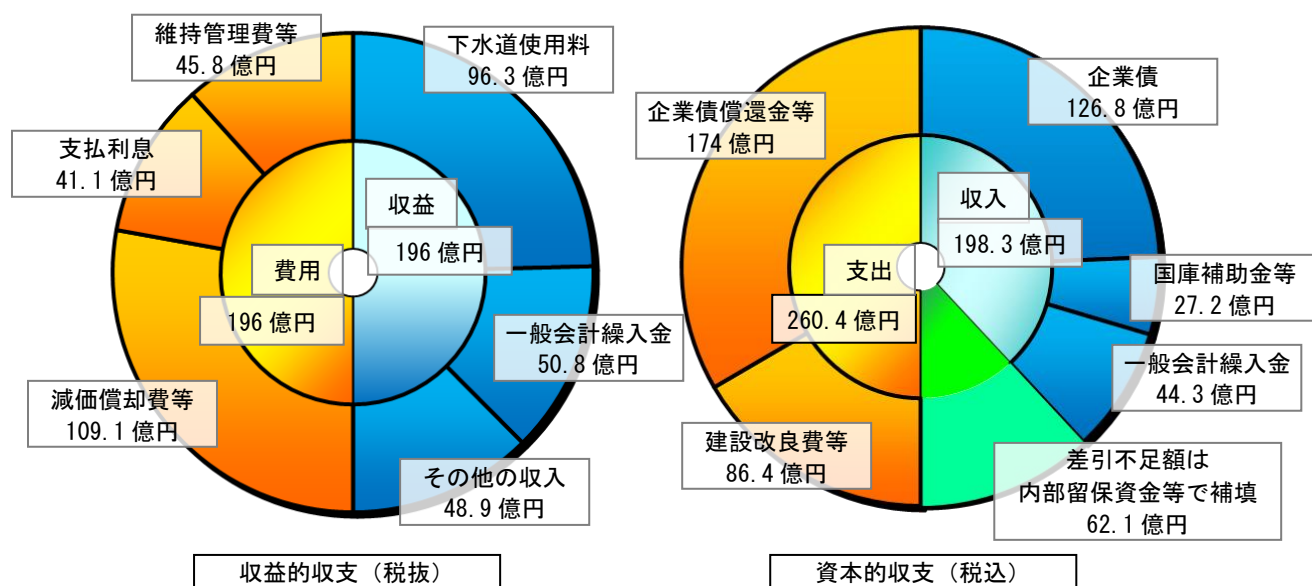 維持管理費等
45.8 億円
下水道使用料
96.3 億円
支払利息
41.1 億円
収益
196 億円
費用
196 億円
一般会計繰入金
50.8 億円
減価償却費等
109.1 億円
その他の収入
48.9 億円
収益的収支（税抜）
企業債
126.8 億円
企業債償還金等
174 億円
収入
198.3 億円
支出
260.4 億円
国庫補助金等
27.2 億円
一般会計繰入金
44.3 億円
建設改良費等
86.4 億円
差引不足額は
内部留保資金等で補填
62.1 億円
資本的収支（税込）